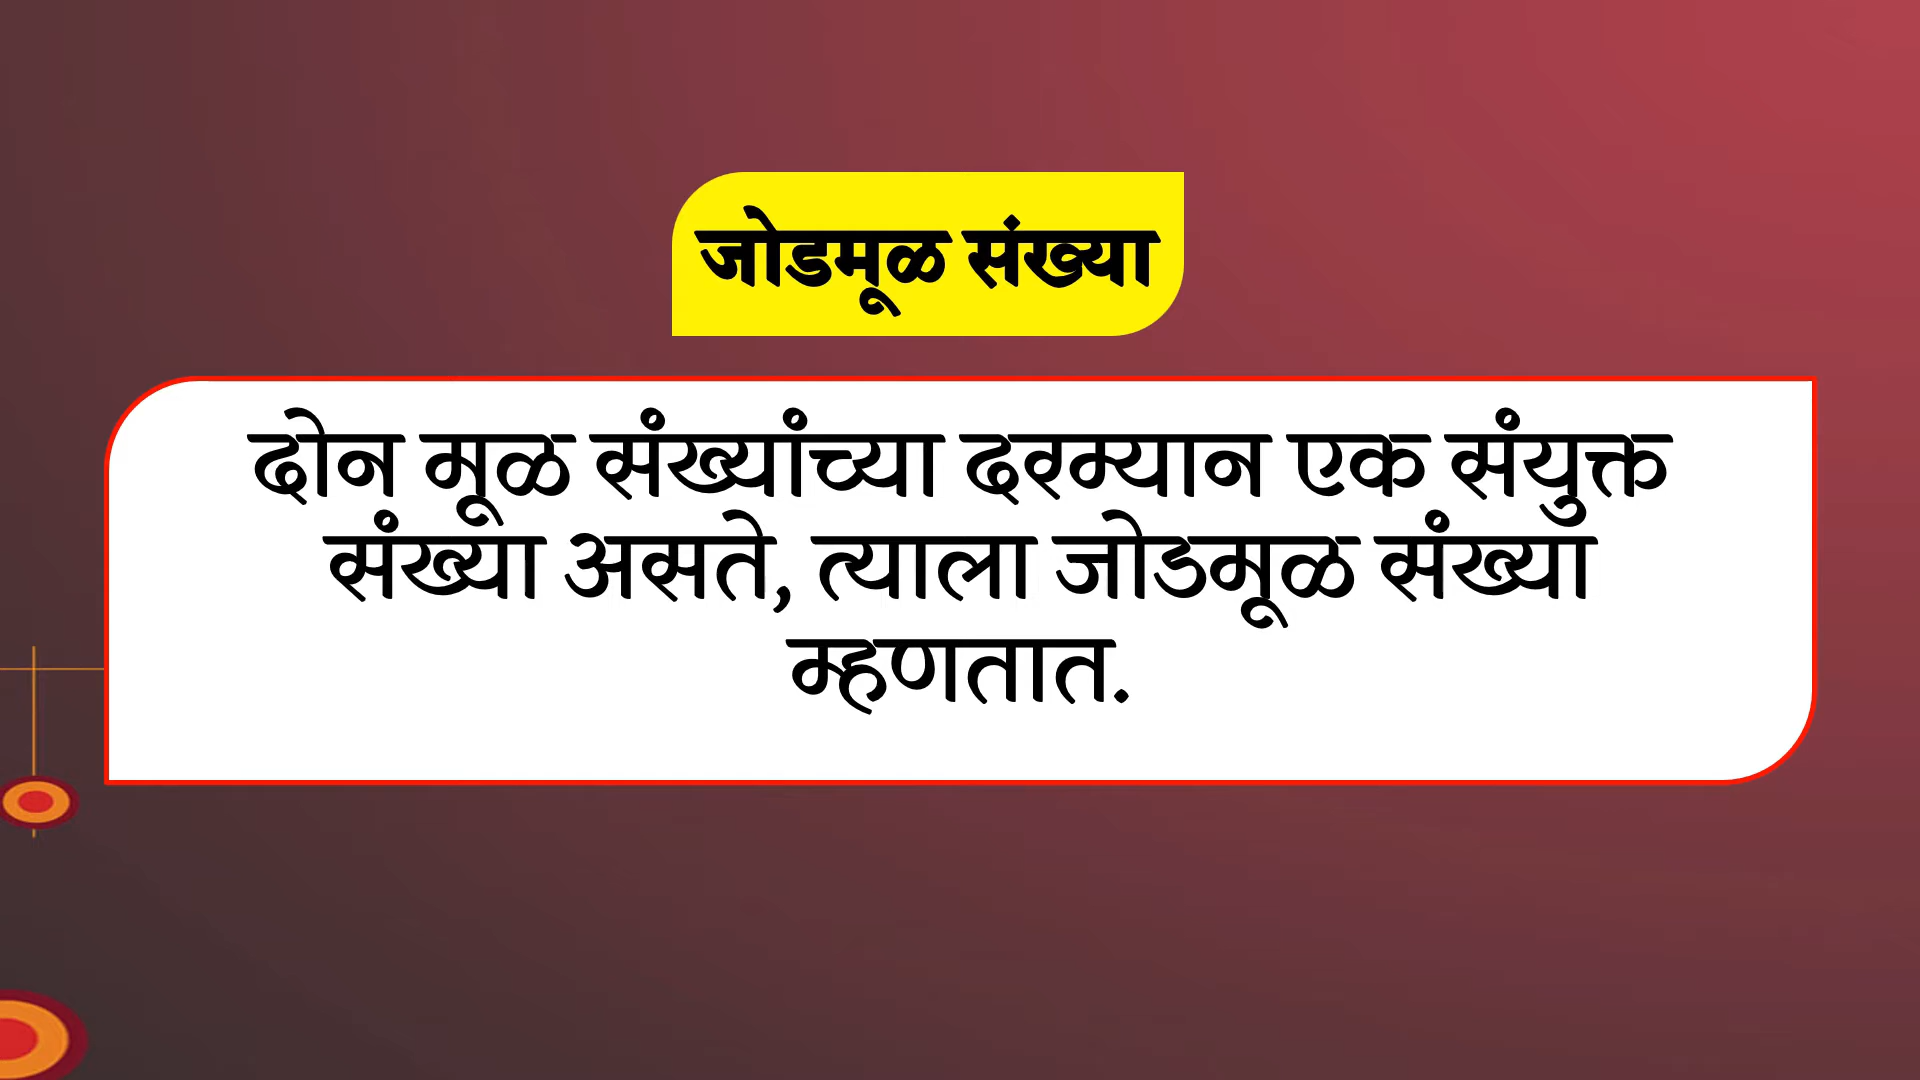 जोडमूळ संख्या
दोन मूळ संख्यांच्या दरम्यान एक संयुक्त
संख्या असते, त्याला जोडमूळ संख्या
म्हणतात.